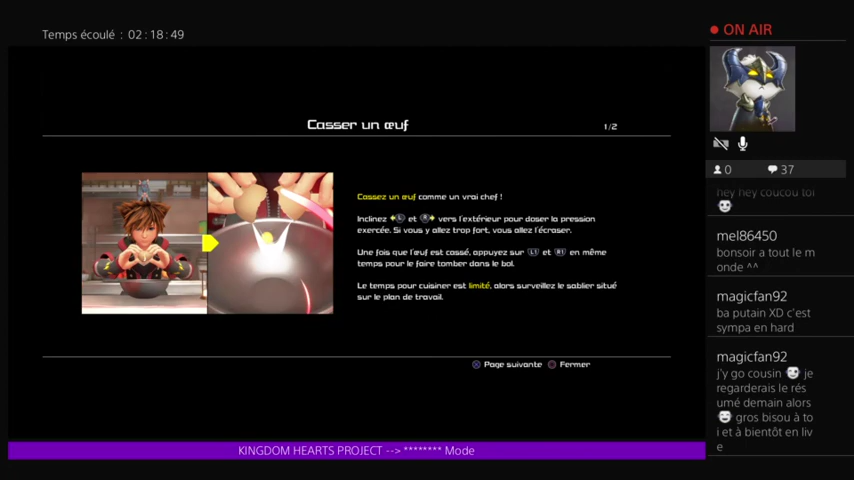 Temps écoulé : 02:18:49
Casser un œuf
1/2
Cassez un œuf comme un vrai chef !
Inclinez L et R vers l'extérieur pour doser la pression
exercée. Si vous y allez trop fort, vous allez l'écraser.
Une fois que l'œuf est cassé, appuyez sur L1 et R1 en même
temps pour le faire tomber dans le bol.
Le temps pour cuisiner est limité, alors surveillez le sablier situé
sur le plan de travail.
Page suivante Fermer
KINGDOM HEARTS PROJECT --> ******** Mode
ON AIR
0 37
hey hey coucou toi
mel86450
bonsoir a tout le m
onde ^^
magicfan92
ba putain XD c'est
sympa en hard
magicfan92
j'y go cousin je
regarderais le rés
umé demain alors
gros bisou à to
i et à bientôt en liv
e